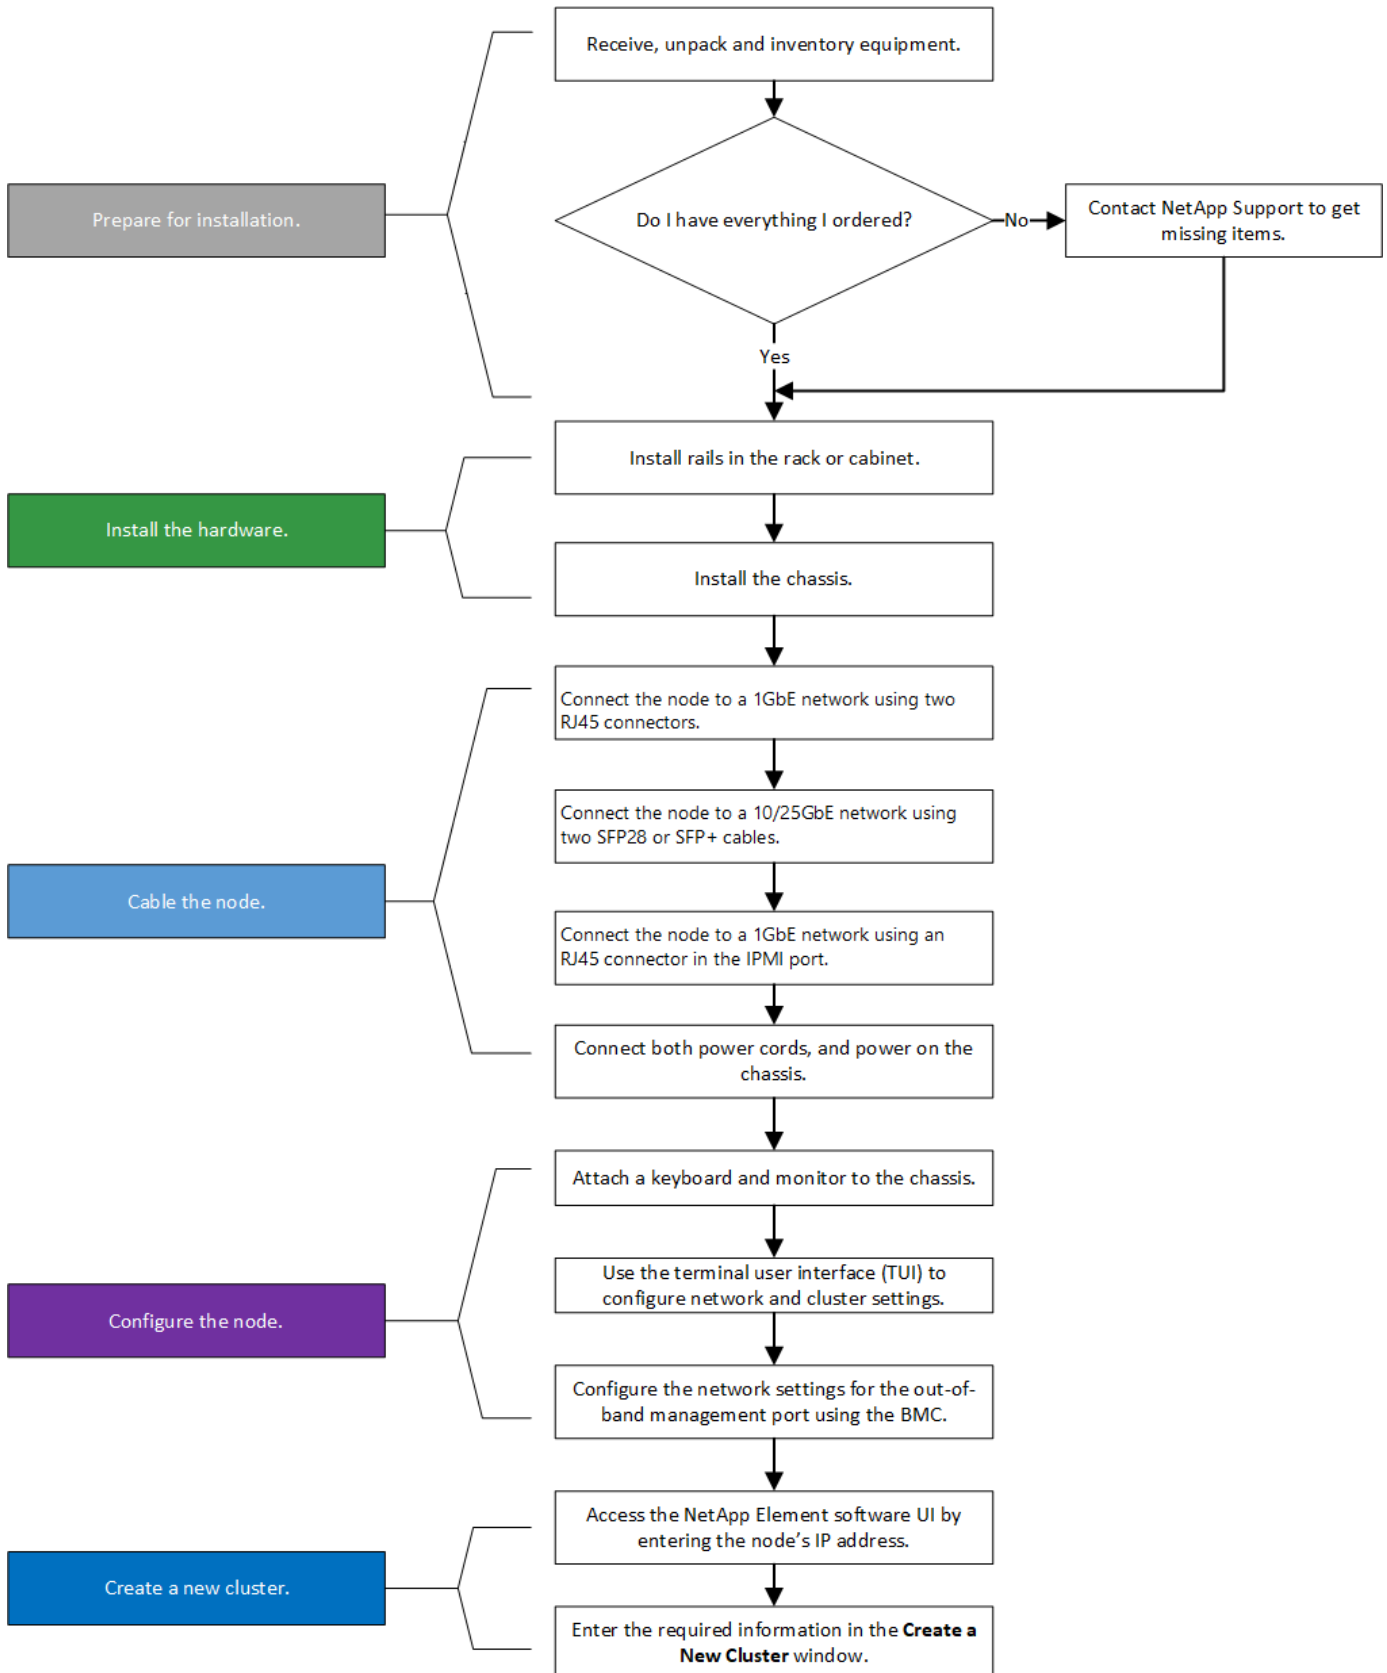 Receive, unpack and inventory equipment.
Prepare for installation.
Do I have everything I ordered?
No
Contact NetApp Support to get
missing items.
Yes
Install the hardware.
Install rails in the rack or cabinet.
Install the chassis.
Cable the node.
Connect the node to a 1GbE network using two
RJ45 connectors.
Connect the node to a 10/25GbE network using
two SFP28 or SFP+ cables.
Connect the node to a 1GbE network using an
RJ45 connector in the IPMI port.
Connect both power cords, and power on the
chassis.
Configure the node.
Attach a keyboard and monitor to the chassis.
Use the terminal user interface (TUI) to
configure network and cluster settings.
Configure the network settings for the out-of-
band management port using the BMC.
Create a new cluster.
Access the NetApp Element software UI by
entering the node’s IP address.
Enter the required information in the Create a
New Cluster window.